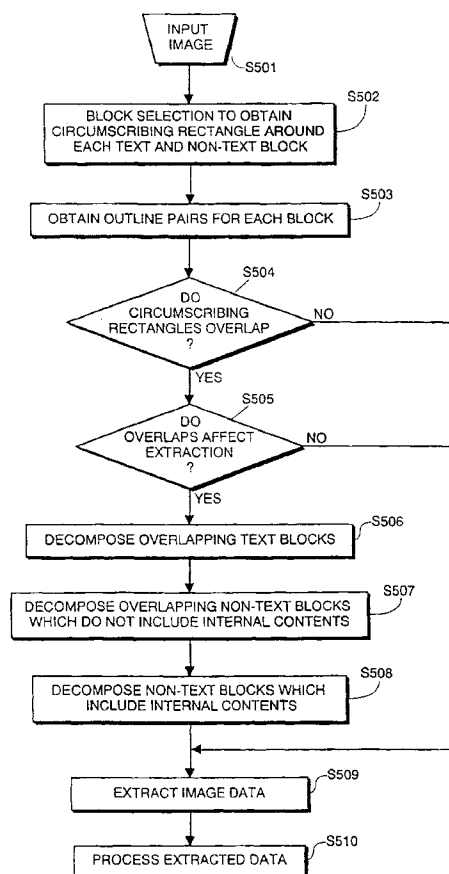 INPUT
IMAGE
S501
BLOCK SELECTION TO OBTAIN
CIRCUMSCRIBING RECTANGLE AROUND
EACH TEXT AND NON-TEXT BLOCK
S502
OBTAIN OUTLINE PAIRS FOR EACH BLOCK
S503
S504
DO
CIRCUMSCRIBING
RECTANGLES OVERLAP
?
NO
YES
S505
DO
OVERLAPS AFFECT
EXTRACTION
?
NO
YES
S506
DECOMPOSE OVERLAPPING TEXT BLOCKS
S507
DECOMPOSE OVERLAPPING NON-TEXT BLOCKS
WHICH DO NOT INCLUDE INTERNAL CONTENTS
S508
DECOMPOSE NON-TEXT BLOCKS WHICH
INCLUDE INTERNAL CONTENTS
S509
EXTRACT IMAGE DATA
S510
PROCESS EXTRACTED DATA